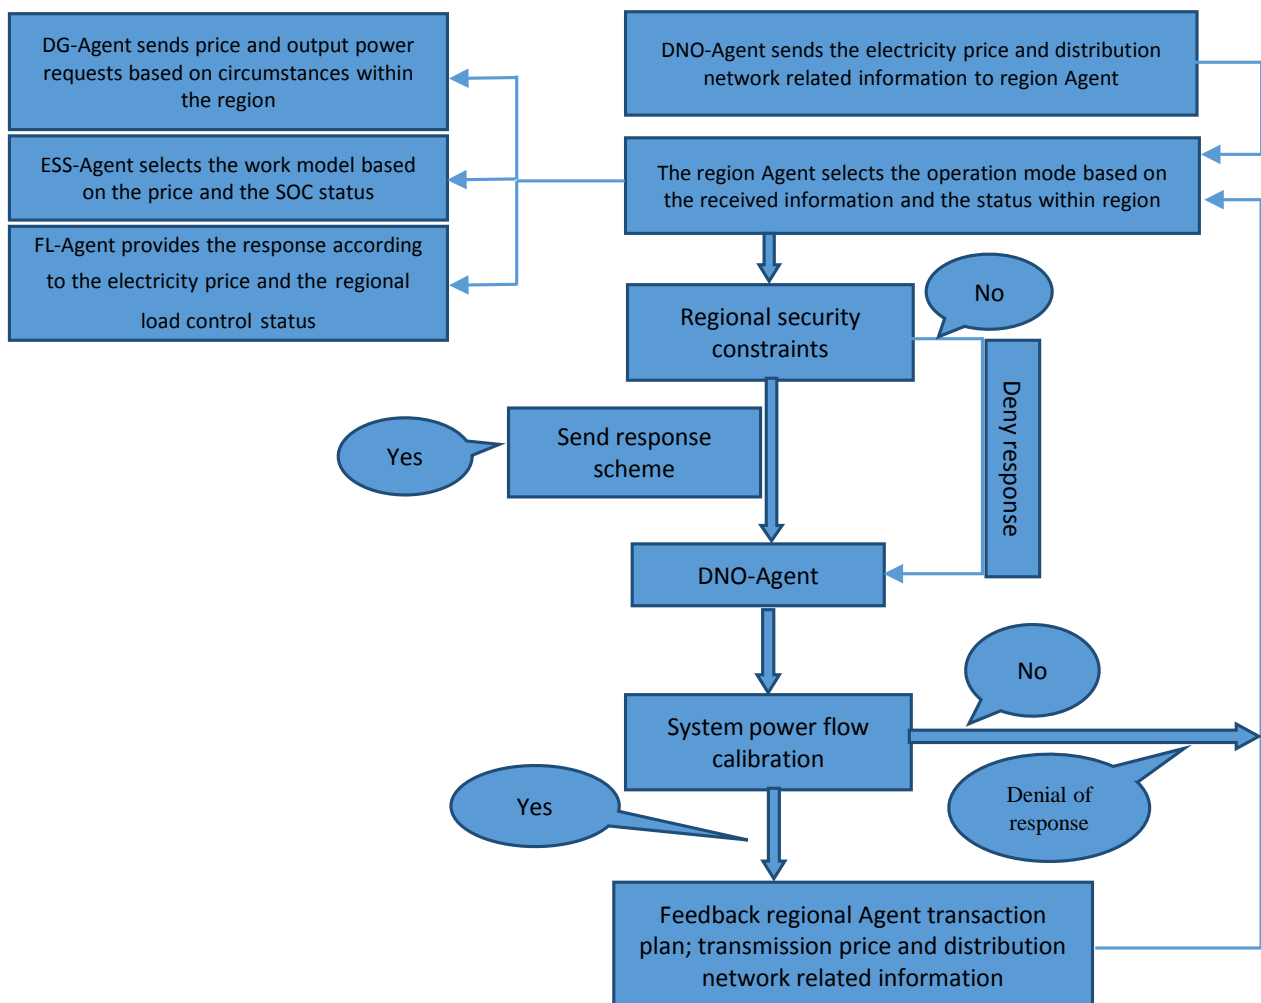 DG-Agent sends price and output power
requests based on circumstances within
the region
DNO-Agent sends the electricity price and distribution
network related information to region Agent
ESS-Agent selects the work model based
on the price and the SOC status
The region Agent selects the operation mode based on
the received information and the status within region
FL-Agent provides the response according
to the electricity price and the regional
load control status
No
Regional security
constraints
Deny response
Yes
Send response
scheme
DNO-Agent
No
System power flow
calibration
Yes
Denial of
response
Feedback regional Agent transaction
plan; transmission price and distribution
network related information